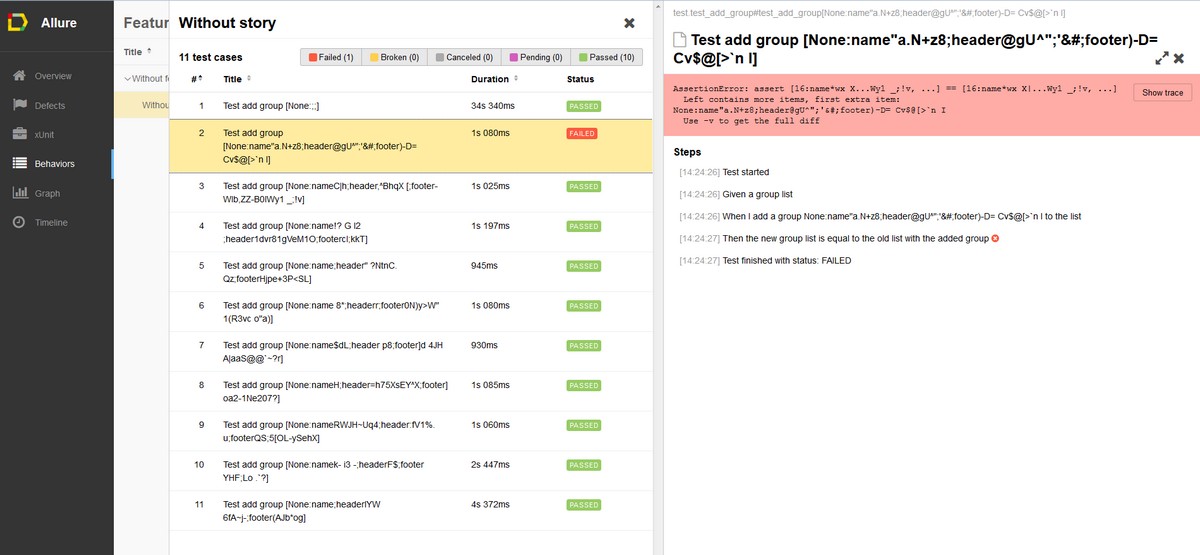 Allure
Overview
Defects
xUnit
Behaviors
Graph
Timeline
Featur
Title
Without f
Withou
Without story
11 test cases
Failed (1)
Broken (0)
Canceled (0)
Pending (0)
Passed (10)
# Title Duration Status
1 Test add group [None:;;] 34s 340ms PASSED
2 Test add group 1s 080ms FAILED
[None:name"a.N+z8;header@gU^";'&#;footer)-D=
Cv$@[>`n I]
3 Test add group [None:nameC|h;header,^BhqX [;footer- 1s 025ms PASSED
WIb,ZZ-B0lWy1 _;!v]
4 Test add group [None:name!? G l2 1s 197ms PASSED
;header1dvr81gVeM1O;footercI;kkT]
5 Test add group [None:name;header" ?NtnC. 945ms PASSED
Qz;footerHjpe+3P<SL]
6 Test add group [None:name 8*;headerr;footer0N)y>W" 1s 080ms PASSED
1(R3vc o"a)]
7 Test add group [None:name$dL;header p8;footer]d 4JH 930ms PASSED
A|aaS@@`~?r]
8 Test add group [None:nameH;header=h75XsEY^X;footer] 1s 085ms PASSED
oa2-1Ne207?]
9 Test add group [None:nameRWJH~Uq4;header:fV1%. 1s 060ms PASSED
u;footerQS;5[OL-ySehX]
10 Test add group [None:namek- i3 -;headerF$;footer 2s 447ms PASSED
YHF;Lo .`?]
11 Test add group [None:name;headerIYW 4s 372ms PASSED
6fA~j-;footer(AJb*og]
test.test_add_group#test_add_group[None.name"a.N+z8;header@gU^";'&#;footer)-D= Cv$@[>`n I]
Test add group [None:name"a.N+z8;header@gU^";'&#;footer)-D=
Cv$@[>`n I]
AssertionError: assert [16:name*wx X...Wy1 _;!v, ...] == [16:name*wx X|...Wy1 _;!v, ...]
Left contains more items, first extra item:
None:name"a.N+z8;header@gU^";'&#;footer)-D= Cv$@[>`n I
Use -v to get the full diff
Show trace
Steps
[14:24:26] Test started
[14:24:26] Given a group list
[14:24:26] When I add a group None:name"a.N+z8;header@gU^";'&#;footer)-D= Cv$@[>`n I to the list
[14:24:27] Then the new group list is equal to the old list with the added group
[14:24:27] Test finished with status: FAILED